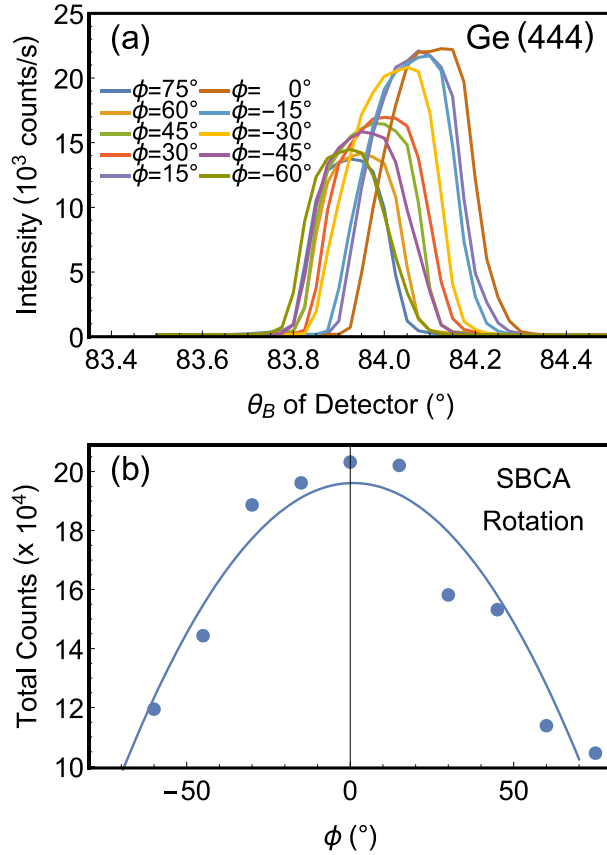 (a)
Ge (444)
Intensity (10³ counts/s)
25
20
15
10
5
0
ϕ=75° ϕ= 0°
ϕ=60° ϕ=−15°
ϕ=45° ϕ=−30°
ϕ=30° ϕ=−45°
ϕ=15° ϕ=−60°
83.4 83.6 83.8 84.0 84.2 84.4
θB of Detector (°)
(b)
SBCA
Rotation
Total Counts (x 10⁴)
20
18
16
14
12
10
−50 0 50
ϕ (°)